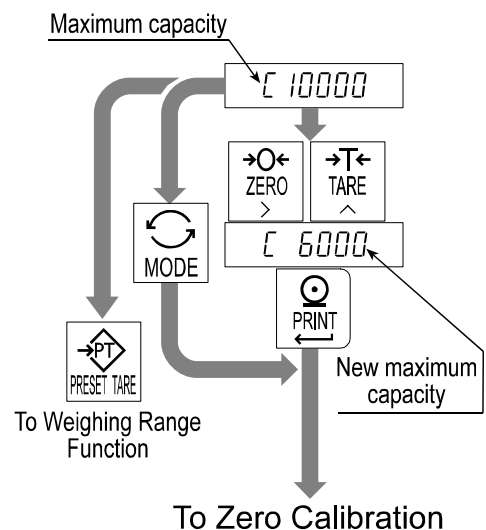 Maximum capacity
C 10000
→O←
ZERO
>
→T←
TARE
^
C 6000
MODE
PRINT
→PT
PRESET TARE
New maximum
capacity
To Weighing Range
Function
To Zero Calibration